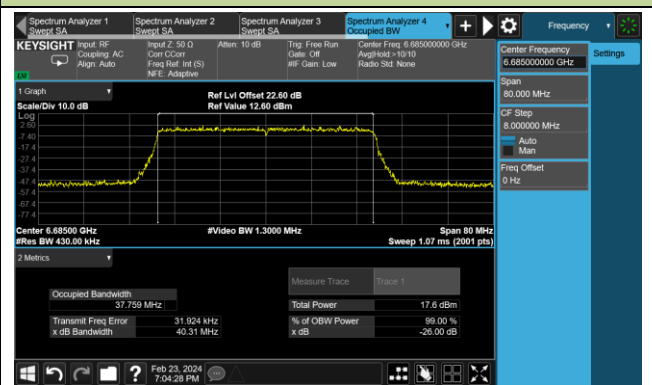 Spectrum Analyzer 1
Swept SA
Spectrum Analyzer 2
Swept SA
Spectrum Analyzer 3
Swept SA
Spectrum Analyzer 4
Occupied BW
Frequency
KEYSIGHT
Input: RF
Coupling: AC
Align: Auto
Input Z: 50 Ω
Corr CCorr
Freq Ref: Int (S)
NFE: Adaptive
Atten: 10 dB
Trig: Free Run
Gate: Off
#IF Gain: Low
Center Freq: 6.685000000 GHz
Avg|Hold:>10/10
Radio Std: None
Center Frequency
6.685000000 GHz
Settings
Span
80.000 MHz
CF Step
8.000000 MHz
Auto
Man
Freq Offset
0 Hz
1 Graph
Scale/Div 10.0 dB
Ref Lvl Offset 22.60 dB
Ref Value 12.60 dBm
Log
2.60
-7.40
-17.4
-27.4
-37.4
-47.4
-57.4
-67.4
-77.4
Center 6.68500 GHz
#Res BW 430.00 kHz
#Video BW 1.3000 MHz
Span 80 MHz
Sweep 1.07 ms (2001 pts)
2 Metrics
Measure Trace
Trace 1
Occupied Bandwidth
37.759 MHz
Total Power
17.6 dBm
Transmit Freq Error
31.924 kHz
% of OBW Power
99.00 %
x dB Bandwidth
40.31 MHz
x dB
-26.00 dB
Feb 23, 2024
7:04:28 PM